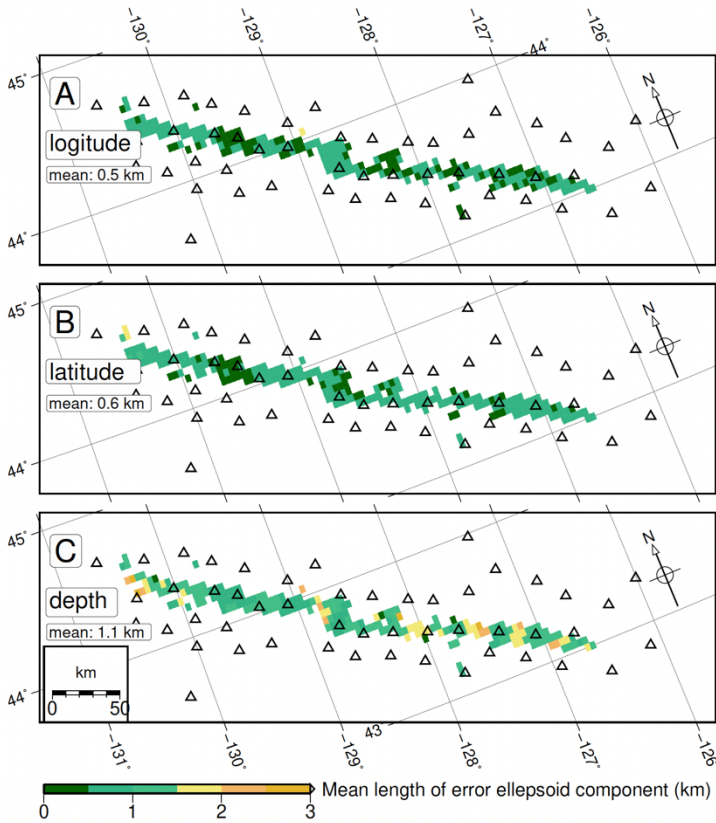 −130° −129° −128° −127° −126°
−44°
45°
A
N
logitude
mean: 0.5 km
44°
45°
B
N
latitude
mean: 0.6 km
44°
45°
C
N
depth
mean: 1.1 km
km
0 50
44°
43
−131° −130° −129° −128° −127° −126
Mean length of error ellepsoid component (km)
0 1 2 3